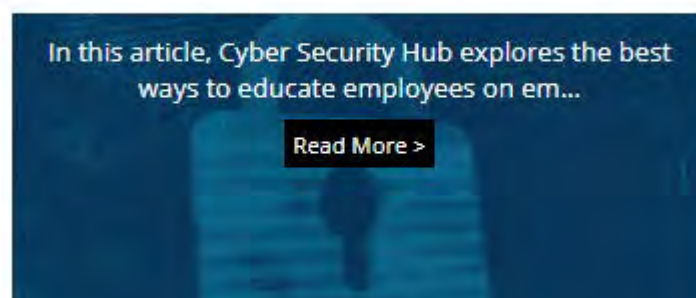 In this article, Cyber Security Hub explores the best
ways to educate employees on em...
Read More >